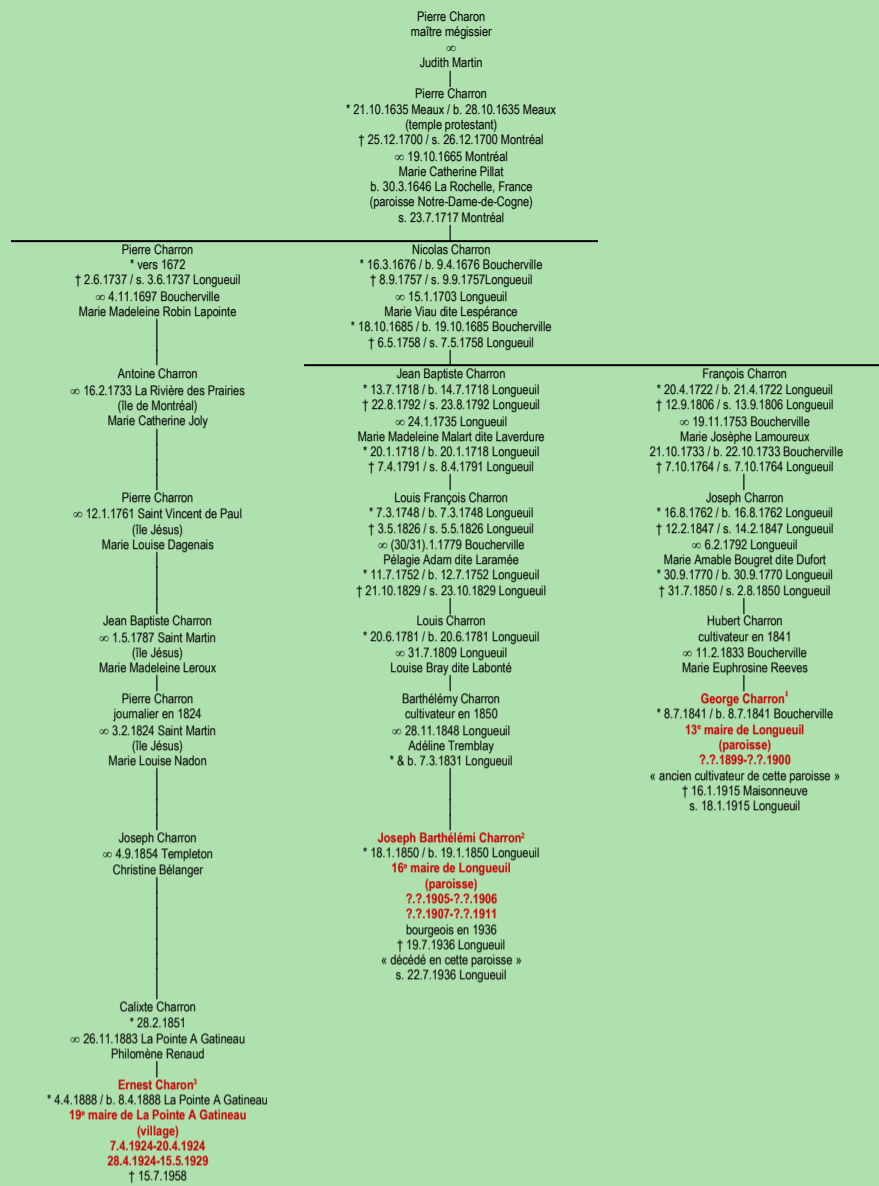 Pierre Charon
maître mégissier
∞
Judith Martin
Pierre Charron
* 21.10.1635 Meaux / b. 28.10.1635 Meaux
(temple protestant)
† 25.12.1700 / s. 26.12.1700 Montréal
∞ 19.10.1665 Montréal
Marie Catherine Pillat
b. 30.3.1646 La Rochelle, France
(paroisse Notre-Dame-de-Cogne)
s. 23.7.1717 Montréal
Pierre Charron
* vers 1672
† 2.6.1737 / s. 3.6.1737 Longueuil
∞ 4.11.1697 Boucherville
Marie Madeleine Robin Lapointe
Antoine Charron
∞ 16.2.1733 La Rivière des Prairies
(île de Montréal)
Marie Catherine Joly
Pierre Charron
∞ 12.1.1761 Saint Vincent de Paul
(île Jésus)
Marie Louise Dagenais
Jean Baptiste Charron
∞ 1.5.1787 Saint Martin
(île Jésus)
Marie Madeleine Leroux
Pierre Charron
journalier en 1824
∞ 3.2.1824 Saint Martin
(île Jésus)
Marie Louise Nadon
Joseph Charron
∞ 4.9.1854 Templeton
Christine Bélanger
Calixte Charron
* 28.2.1851
∞ 26.11.1883 La Pointe A Gatineau
Philomène Renaud
Ernest Charon³
* 4.4.1888 / b. 8.4.1888 La Pointe A Gatineau
19ᵉ maire de La Pointe A Gatineau
(village)
7.4.1924-20.4.1924
28.4.1924-15.5.1929
† 15.7.1958
Nicolas Charron
* 16.3.1676 / b. 9.4.1676 Boucherville
† 8.9.1757 / s. 9.9.1757Longueuil
∞ 15.1.1703 Longueuil
Marie Viau dite Lespérance
* 18.10.1685 / b. 19.10.1685 Boucherville
† 6.5.1758 / s. 7.5.1758 Longueuil
Jean Baptiste Charron
* 13.7.1718 / b. 14.7.1718 Longueuil
† 22.8.1792 / s. 23.8.1792 Longueuil
∞ 24.1.1735 Longueuil
Marie Madeleine Malart dite Laverdure
* 20.1.1718 / b. 20.1.1718 Longueuil
† 7.4.1791 / s. 8.4.1791 Longueuil
Louis François Charron
* 7.3.1748 / b. 7.3.1748 Longueuil
† 3.5.1826 / s. 5.5.1826 Longueuil
∞ (30/31).1.1779 Boucherville
Pélagie Adam dite Laramée
* 11.7.1752 / b. 12.7.1752 Longueuil
† 21.10.1829 / s. 23.10.1829 Longueuil
Louis Charron
* 20.6.1781 / b. 20.6.1781 Longueuil
∞ 31.7.1809 Longueuil
Louise Bray dite Labonté
Barthélémy Charron
cultivateur en 1850
∞ 28.11.1848 Longueuil
Adéline Tremblay
* & b. 7.3.1831 Longueuil
Joseph Barthélémi Charron²
* 18.1.1850 / b. 19.1.1850 Longueuil
16ᵉ maire de Longueuil
(paroisse)
?.?.1905-?.?.1906
?.?.1907-?.?.1911
bourgeois en 1936
† 19.7.1936 Longueuil
« décédé en cette paroisse »
s. 22.7.1936 Longueuil
François Charron
* 20.4.1722 / b. 21.4.1722 Longueuil
† 12.9.1806 / s. 13.9.1806 Longueuil
∞ 19.11.1753 Boucherville
Marie Josèphe Lamoureux
21.10.1733 / b. 22.10.1733 Boucherville
† 7.10.1764 / s. 7.10.1764 Longueuil
Joseph Charron
* 16.8.1762 / b. 16.8.1762 Longueuil
† 12.2.1847 / s. 14.2.1847 Longueuil
∞ 6.2.1792 Longueuil
Marie Amable Bougret dite Dufort
* 30.9.1770 / b. 30.9.1770 Longueuil
† 31.7.1850 / s. 2.8.1850 Longueuil
Hubert Charron
cultivateur en 1841
∞ 11.2.1833 Boucherville
Marie Euphrosine Reeves
George Charron¹
* 8.7.1841 / b. 8.7.1841 Boucherville
13ᵉ maire de Longueuil
(paroisse)
?.?.1899-?.?.1900
« ancien cultivateur de cette paroisse »
† 16.1.1915 Maisonneuve
s. 18.1.1915 Longueuil